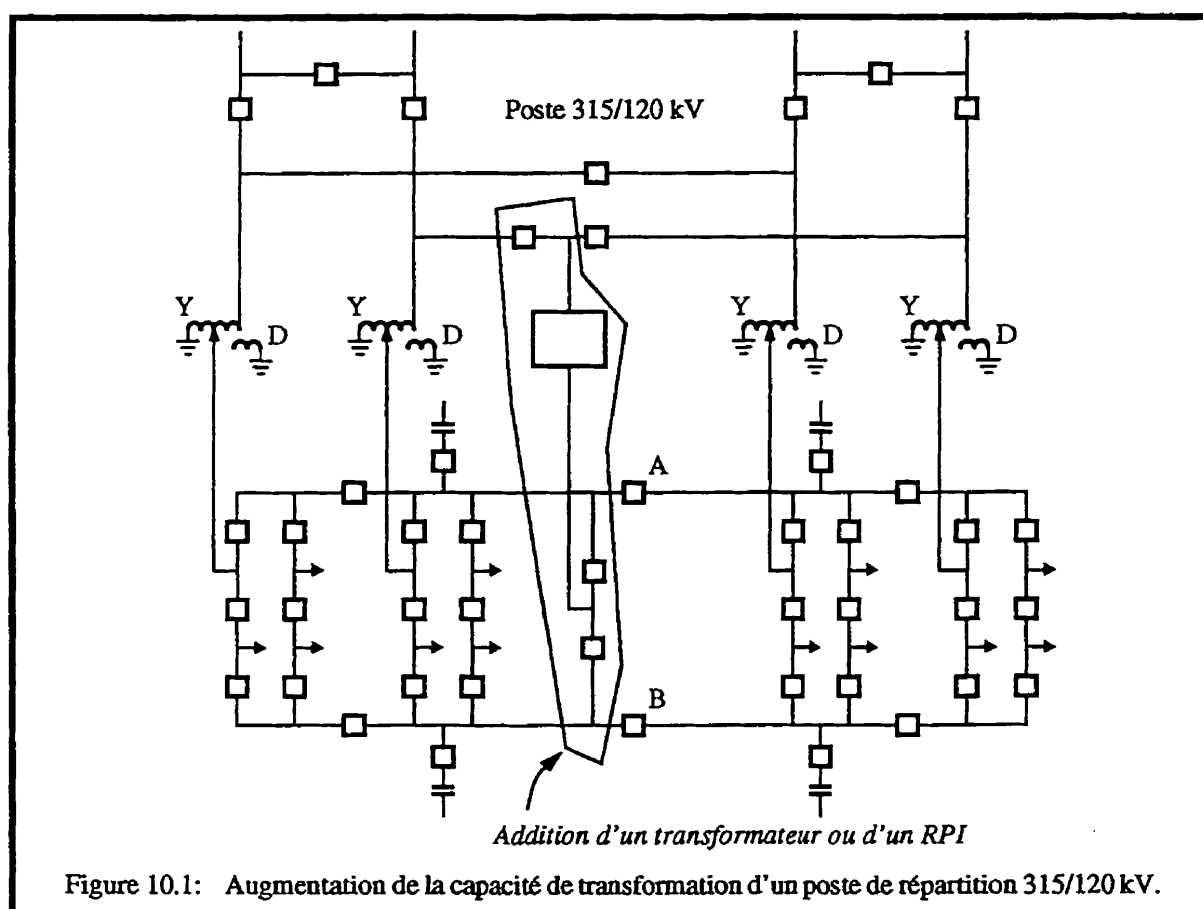 Poste 315/120 kV
Y
D
Y
D
Y
D
Y
D
A
B
Addition d'un transformateur ou d'un RPI
Figure 10.1: Augmentation de la capacité de transformation d'un poste de répartition 315/120 kV.